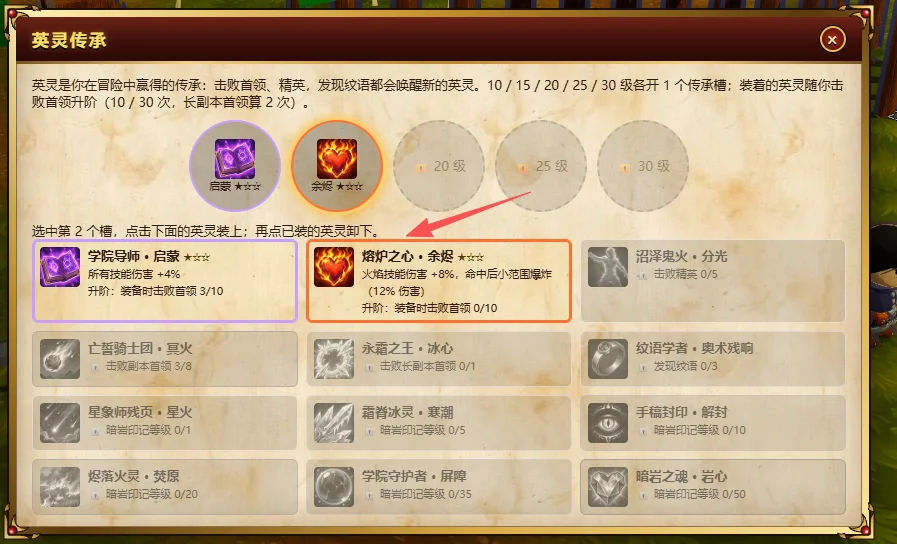 英灵传承
英灵是你在冒险中赢得的传承：击败首领、精英，发现纹语都会唤醒新的英灵。10 / 15 / 20 / 25 / 30 级各开 1 个传承槽；装着的英灵随你击
败首领升阶（10 / 30 次，长副本首领算 2 次）。
启蒙 ★☆☆
余烬 ★☆☆
20 级
25 级
30 级
选中第 2 个槽，点击下面的英灵装上；再点已装的英灵卸下。
学院导师 • 启蒙 ★☆☆
所有技能伤害 +4%
升阶：装备时击败首领 3/10
熔炉之心 • 余烬 ★☆☆
火焰技能伤害 +8%，命中后小范围爆炸
（12% 伤害）
升阶：装备时击败首领 0/10
沼泽鬼火 • 分光
击败精英 0/5
亡誓骑士团 • 冥火
击败副本首领 3/8
永霜之王 • 冰心
击败长副本首领 0/1
纹语学者 • 奥术残响
发现纹语 0/3
星象师残页 • 星火
暗岩印记等级 0/1
霜脊冰灵 • 寒潮
暗岩印记等级 0/5
手稿封印 • 解封
暗岩印记等级 0/10
烬落火灵 • 焚原
暗岩印记等级 0/20
学院守护者 • 屏障
暗岩印记等级 0/35
暗岩之魂 • 岩心
暗岩印记等级 0/50